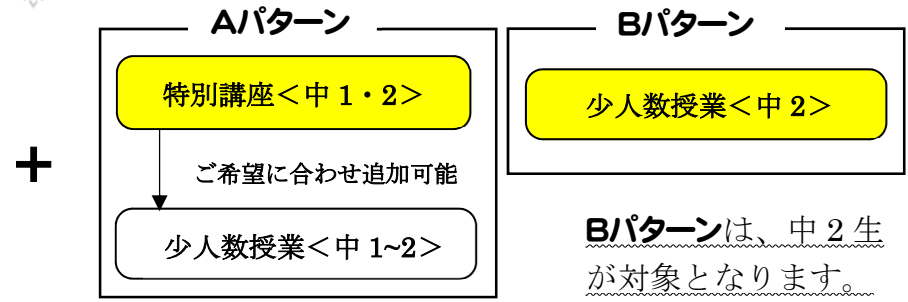 Aパターン
特別講座＜中1・2＞
ご希望に合わせ追加可能
少人数授業＜中1~2＞
Bパターン
少人数授業＜中2＞
Bパターンは、中2生
が対象となります。
+